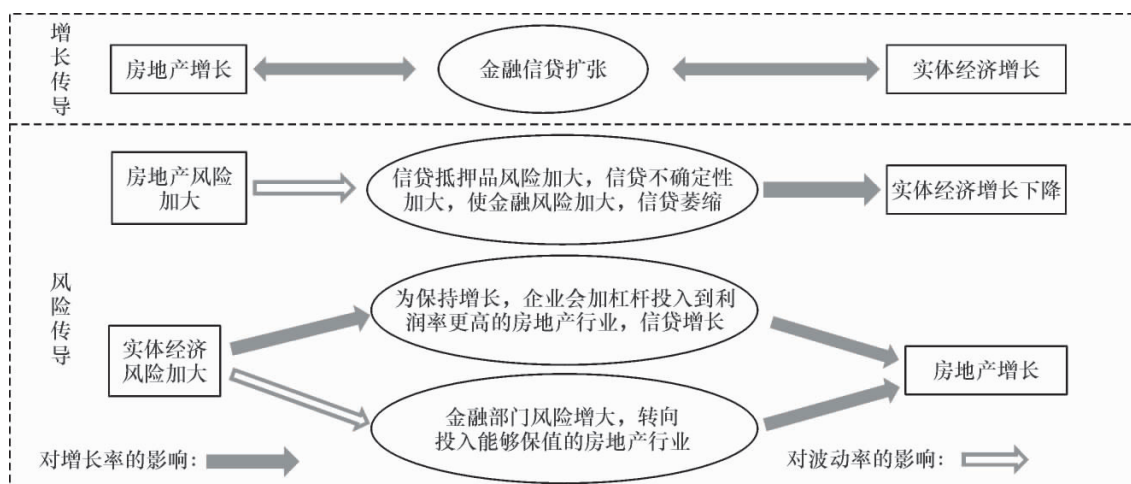 增长传导
房地产增长
金融信贷扩张
实体经济增长
风险传导
房地产风险
加大
信贷抵押品风险加大，信贷不确定性
加大，使金融风险加大，信贷萎缩
实体经济增长下降
实体经济
风险加大
为保持增长，企业会加杠杆投入到利
润率更高的房地产行业，信贷增长
金融部门风险增大，转向
投入能够保值的房地产行业
房地产增长
对增长率的影响：
对波动率的影响：